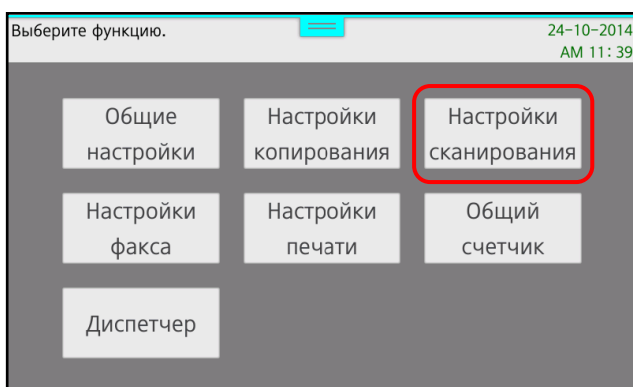 Выберите функцию.
24-10-2014
AM 11:39
Общие
настройки
Настройки
копирования
Настройки
сканирования
Настройки
факса
Настройки
печати
Общий
счетчик
Диспетчер